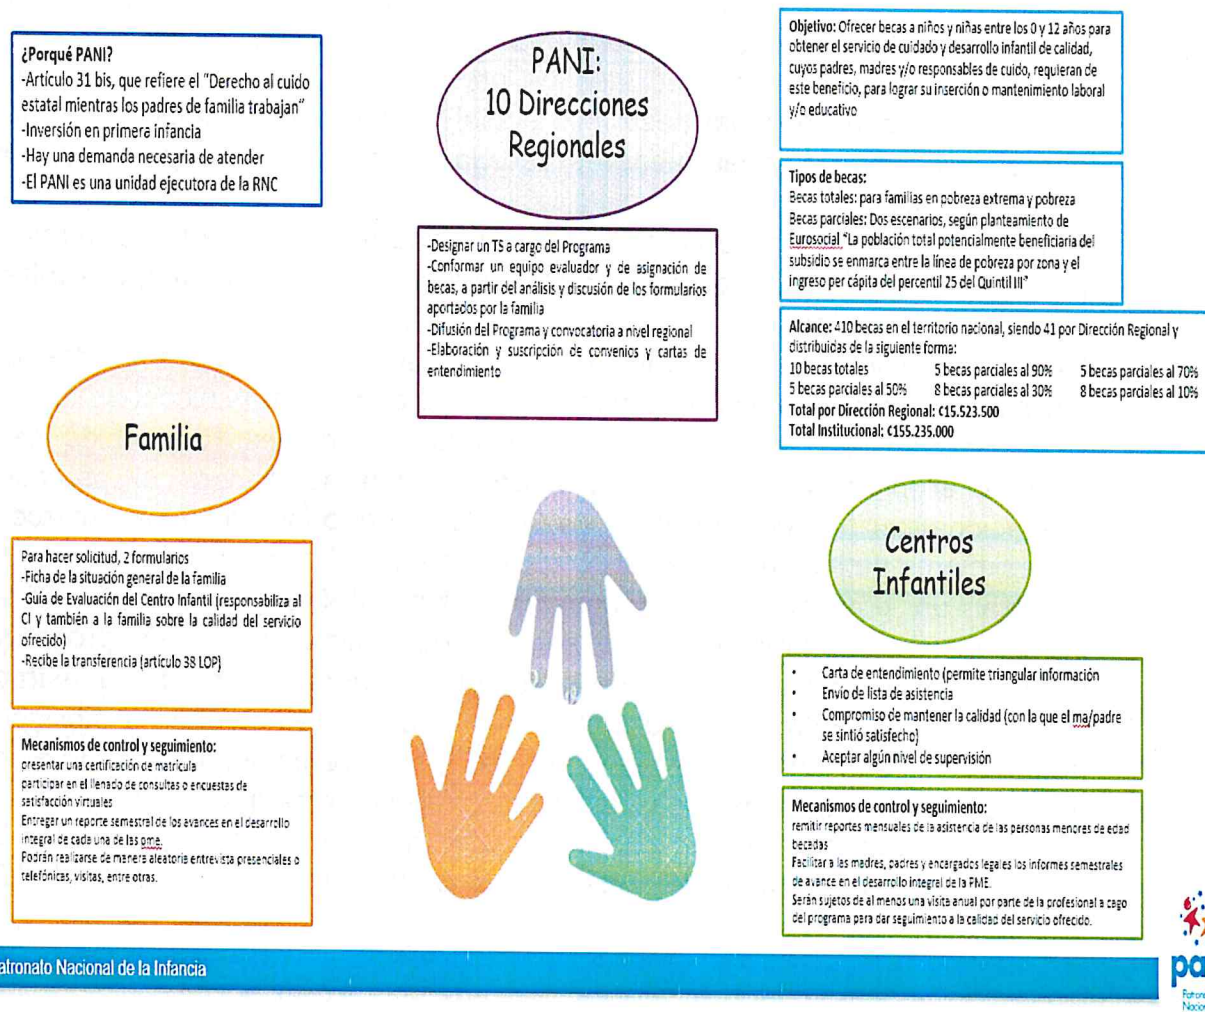 ¿Porqué PANI?
-Artículo 31 bis, que refiere el "Derecho al cuido
estatal mientras los padres de familia trabajan"
-Inversión en primera infancia
-Hay una demanda necesaria de atender
-El PANI es una unidad ejecutora de la RNC
PANI:
10 Direcciones
Regionales
-Designar un TS a cargo del Programa
-Conformar un equipo evaluador y de asignación de
becas, a partir del análisis y discusión de los formularios
aportados por la familia
-Difusión del Programa y convocatoria a nivel regional
-Elaboración y suscripción de convenios y cartas de
entendimiento
Objetivo: Ofrecer becas a niños y niñas entre los 0 y 12 años para
obtener el servicio de cuidado y desarrollo infantil de calidad,
cuyos padres, madres y/o responsables de cuido, requieran de
este beneficio, para lograr su inserción o mantenimiento laboral
y/o educativo
Tipos de becas:
Becas totales: para familias en pobreza extrema y pobreza
Becas parciales: Dos escenarios, según planteamiento de
Eurosocial "La población total potencialmente beneficiaria del
subsidio se enmarca entre la línea de pobreza por zona y el
ingreso per cápita del percentil 25 del Quintil III"
Alcance: 410 becas en el territorio nacional, siendo 41 por Dirección Regional y
distribuidas de la siguiente forma:
10 becas totales 5 becas parciales al 90% 5 becas parciales al 70%
5 becas parciales al 50% 8 becas parciales al 30% 8 becas parciales al 10%
Total por Dirección Regional: ¢15.523.500
Total Institucional: ¢155.235.000
Familia
Para hacer solicitud, 2 formularios
-Ficha de la situación general de la familia
-Guía de Evaluación del Centro Infantil (responsabiliza al
CI y también a la familia sobre la calidad del servicio
ofrecido)
-Recibe la transferencia (artículo 38 LOP)
Mecanismos de control y seguimiento:
presentar una certificación de matrícula
participar en el llenado de consultas o encuestas de
satisfacción virtuales
Entregar un reporte semestral de los avances en el desarrollo
integral de cada una de las pme.
Podrán realizarse de manera aleatoria entrevista presenciales o
telefónicas, visitas, entre otras.
Centros
Infantiles
• Carta de entendimiento (permite triangular información
• Envío de lista de asistencia
• Compromiso de mantener la calidad (con la que el ma/padre
se sintió satisfecho)
• Aceptar algún nivel de supervisión
Mecanismos de control y seguimiento:
remitir reportes mensuales de la asistencia de las personas menores de edad
becadas
Facilitar a las madres, padres y encargados legales los informes semestrales
de avance en el desarrollo integral de la PME.
Serán sujetos de al menos una visita anual por parte de la profesional a cago
del programa para dar seguimiento a la calidad del servicio ofrecido.
atronato Nacional de la Infancia
pa
Patron
Nacio